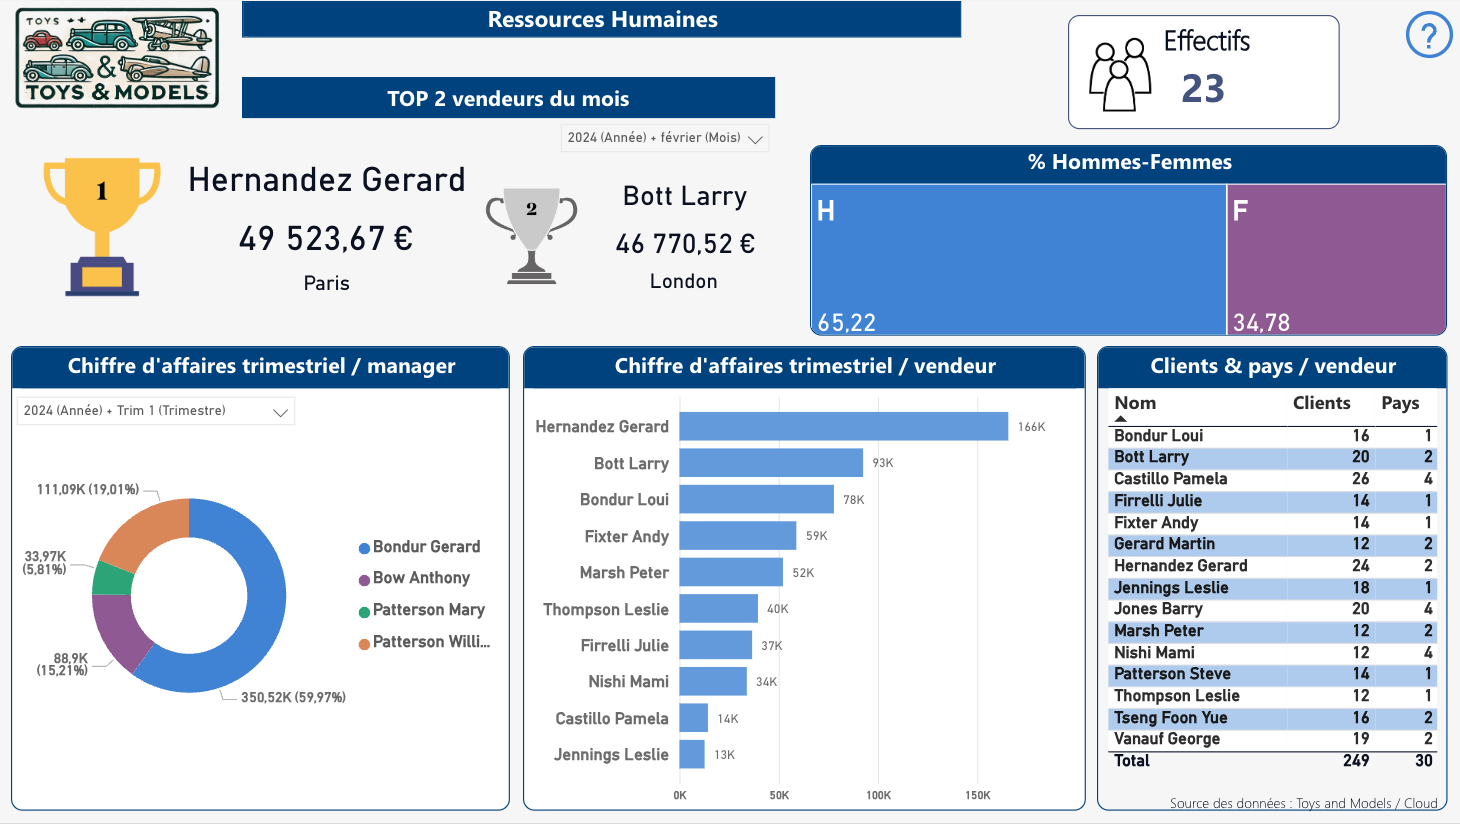 TOYS
&
TOYS & MODELS
Ressources Humaines
Effectifs
23
?
TOP 2 vendeurs du mois
2024 (Année) + février (Mois)
1
Hernandez Gerard
49 523,67 €
Paris
2
Bott Larry
46 770,52 €
London
% Hommes-Femmes
H
65,22
F
34,78
Chiffre d'affaires trimestriel / manager
2024 (Année) + Trim 1 (Trimestre)
111,09K (19,01%)
33,97K
(5,81%)
88,9K
(15,21%)
350,52K (59,97%)
Bondur Gerard
Bow Anthony
Patterson Mary
Patterson Willi...
Chiffre d'affaires trimestriel / vendeur
Hernandez Gerard 166K
Bott Larry 93K
Bondur Loui 78K
Fixter Andy 59K
Marsh Peter 52K
Thompson Leslie 40K
Firrelli Julie 37K
Nishi Mami 34K
Castillo Pamela 14K
Jennings Leslie 13K
0K 50K 100K 150K
Clients & pays / vendeur
Nom Clients Pays
Bondur Loui 16 1
Bott Larry 20 2
Castillo Pamela 26 4
Firrelli Julie 14 1
Fixter Andy 14 1
Gerard Martin 12 2
Hernandez Gerard 24 2
Jennings Leslie 18 1
Jones Barry 20 4
Marsh Peter 12 2
Nishi Mami 12 4
Patterson Steve 14 1
Thompson Leslie 12 1
Tseng Foon Yue 16 2
Vanauf George 19 2
Total 249 30
Source des données : Toys and Models / Cloud